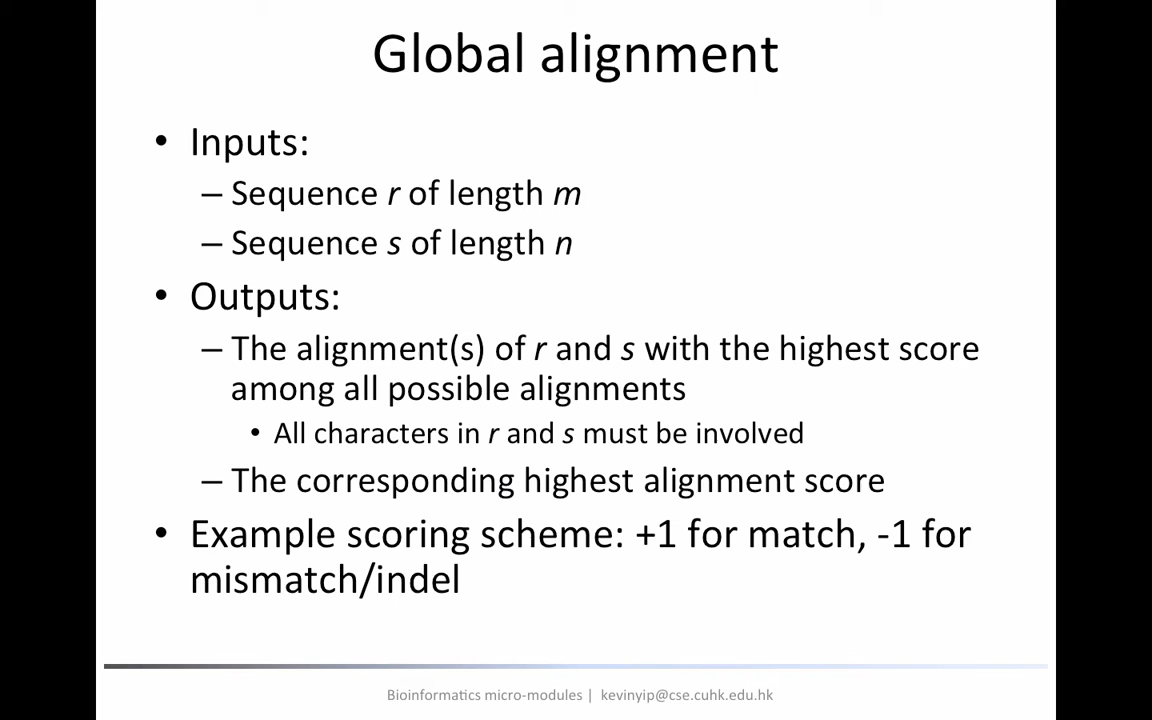 Global alignment
• Inputs:
– Sequence r of length m
– Sequence s of length n
• Outputs:
– The alignment(s) of r and s with the highest score
among all possible alignments
• All characters in r and s must be involved
– The corresponding highest alignment score
• Example scoring scheme: +1 for match, -1 for
mismatch/indel
Bioinformatics micro-modules | kevinyip@cse.cuhk.edu.hk